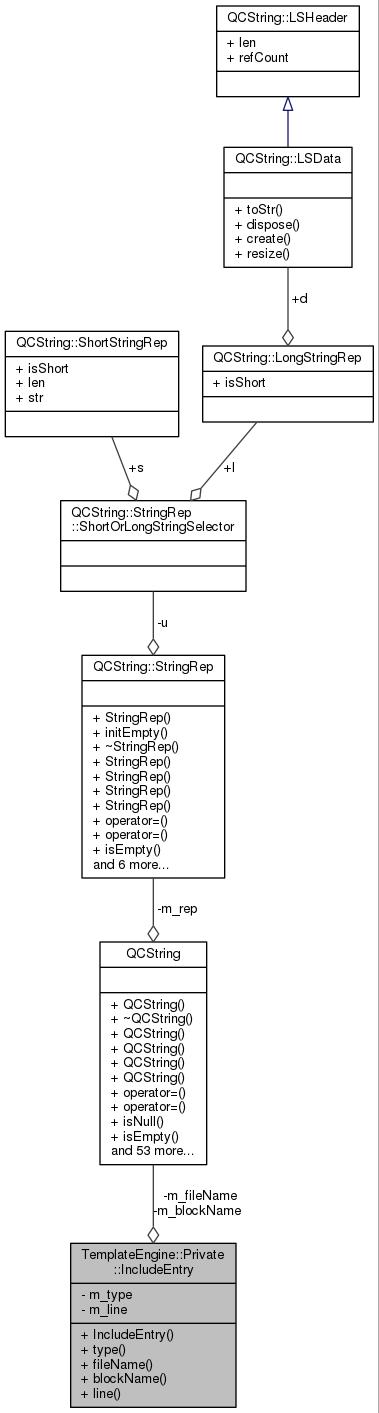 QCString::LSHeader
+ len
+ refCount
QCString::LSData
+ toStr()
+ dispose()
+ create()
+ resize()
+d
QCString::ShortStringRep
+ isShort
+ len
+ str
QCString::LongStringRep
+ isShort
+s
+l
QCString::StringRep
::ShortOrLongStringSelector
-u
QCString::StringRep
+ StringRep()
+ initEmpty()
+ ~StringRep()
+ StringRep()
+ StringRep()
+ StringRep()
+ StringRep()
+ operator=()
+ operator=()
+ isEmpty()
and 6 more...
-m_rep
QCString
+ QCString()
+ ~QCString()
+ QCString()
+ QCString()
+ QCString()
+ QCString()
+ operator=()
+ operator=()
+ isNull()
+ isEmpty()
and 53 more...
-m_fileName
-m_blockName
TemplateEngine::Private
::IncludeEntry
- m_type
- m_line
+ IncludeEntry()
+ type()
+ fileName()
+ blockName()
+ line()